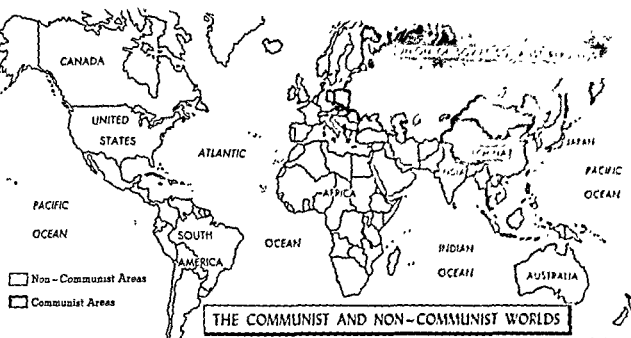 CANADA
UNITED
STATES
ATLANTIC
JAPAN
AFRICA
PACIFIC
OCEAN
PACIFIC
OCEAN
SOUTH
AMERICA
OCEAN
INDIAN
OCEAN
AUSTRALIA
Non-Communist Areas
Communist Areas
THE COMMUNIST AND NON-COMMUNIST WORLDS